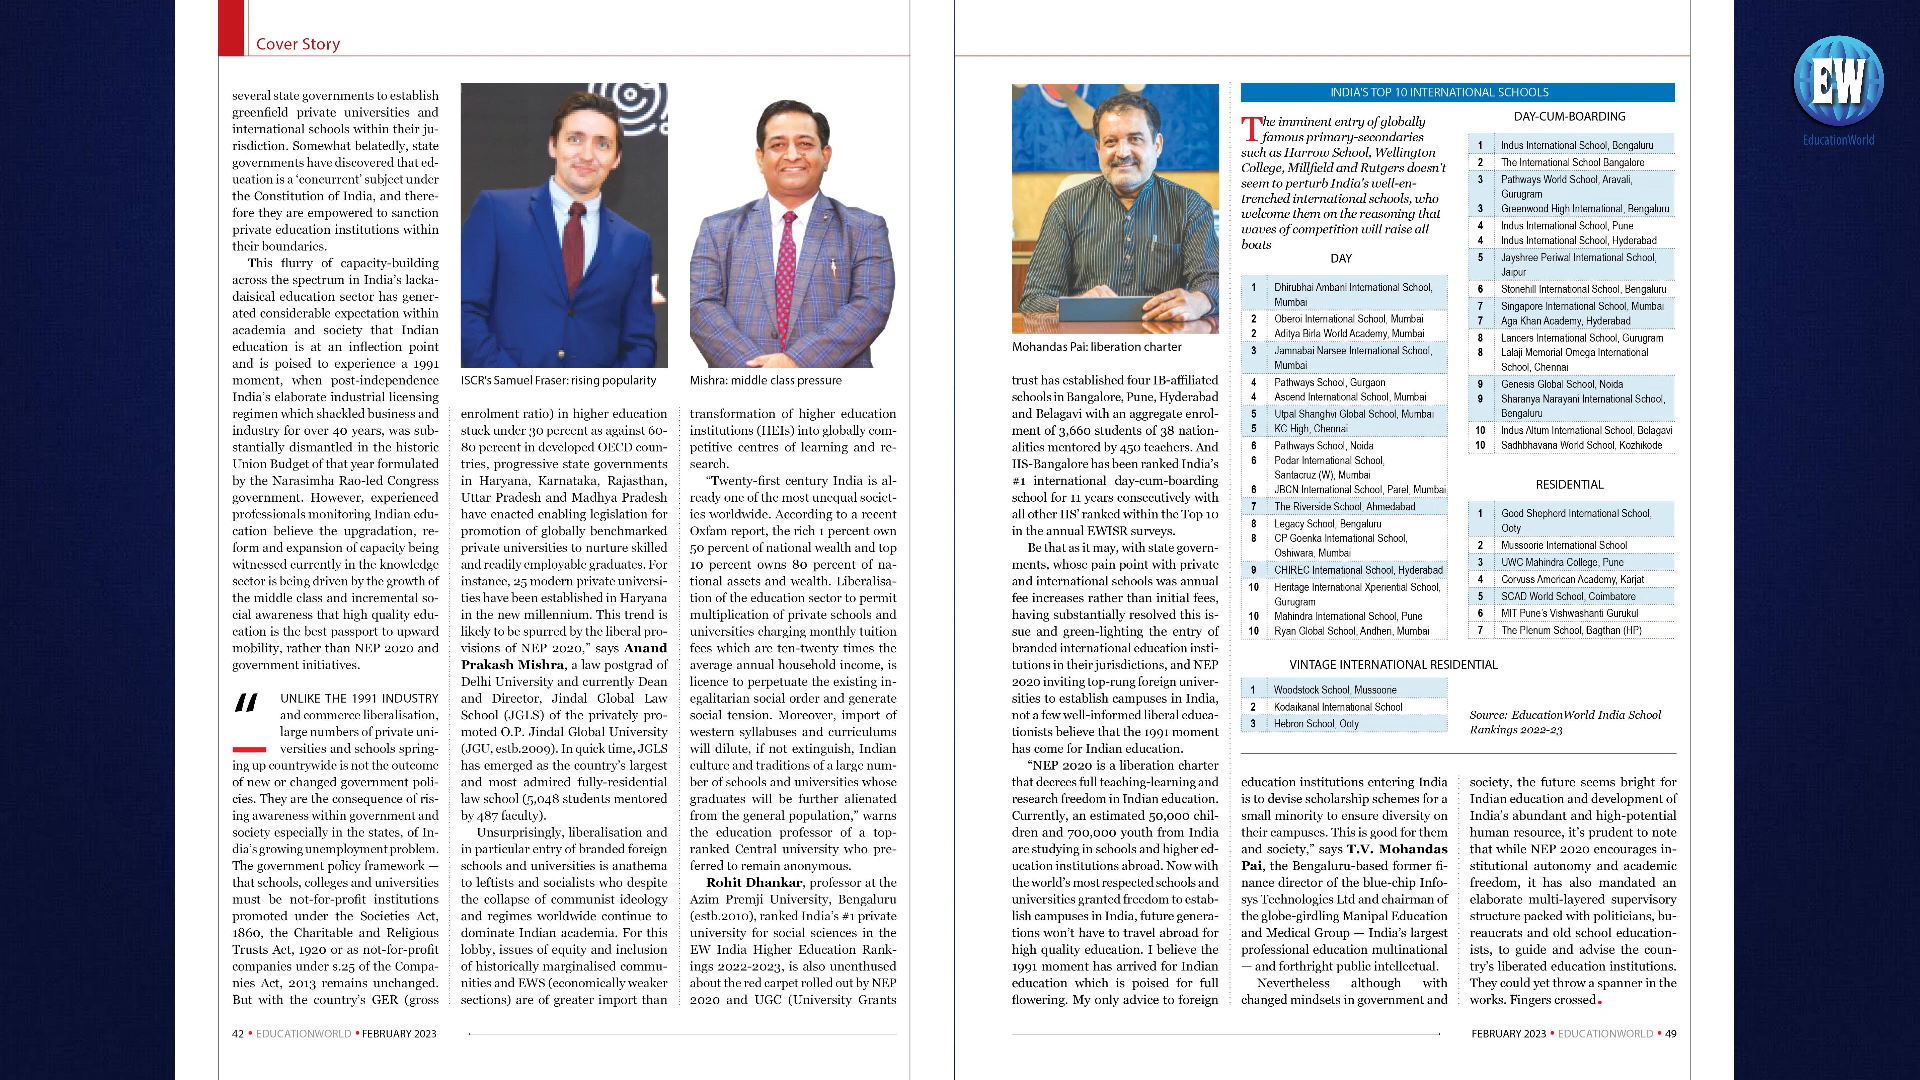 Cover Story
several state governments to establish
greenfield private universities and
international schools within their ju-
risdiction. Somewhat belatedly, state
governments have discovered that ed-
ucation is a ‘concurrent’ subject under
the Constitution of India, and there-
fore they are empowered to sanction
private education institutions within
their boundaries.
This flurry of capacity-building
across the spectrum in India’s lacka-
daisical education sector has gener-
ated considerable expectation within
academia and society that Indian
education is at an inflection point
and is poised to experience a 1991
moment, when post-independence
India’s elaborate industrial licensing
regimen which shackled business and
industry for over 40 years, was sub-
stantially dismantled in the historic
Union Budget of that year formulated
by the Narasimha Rao-led Congress
government. However, experienced
professionals monitoring Indian edu-
cation believe the upgradation, re-
form and expansion of capacity being
witnessed currently in the knowledge
sector is being driven by the growth of
the middle class and incremental so-
cial awareness that high quality edu-
cation is the best passport to upward
mobility, rather than NEP 2020 and
government initiatives.
“ UNLIKE THE 1991 INDUSTRY
and commerce liberalisation,
large numbers of private uni-
versities and schools spring-
ing up countrywide is not the outcome
of new or changed government poli-
cies. They are the consequence of ris-
ing awareness within government and
society especially in the states, of In-
dia’s growing unemployment problem.
The government policy framework —
that schools, colleges and universities
must be not-for-profit institutions
promoted under the Societies Act,
1860, the Charitable and Religious
Trusts Act, 1920 or as not-for-profit
companies under s.25 of the Compa-
nies Act, 2013 remains unchanged.
But with the country’s GER (gross
ISCR’s Samuel Fraser: rising popularity
enrolment ratio) in higher education
stuck under 30 percent as against 60-
80 percent in developed OECD coun-
tries, progressive state governments
in Haryana, Karnataka, Rajasthan,
Uttar Pradesh and Madhya Pradesh
have enacted enabling legislation for
promotion of globally benchmarked
private universities to nurture skilled
and readily employable graduates. For
instance, 25 modern private universi-
ties have been established in Haryana
in the new millennium. This trend is
likely to be spurred by the liberal pro-
visions of NEP 2020,” says Anand
Prakash Mishra, a law postgrad of
Delhi University and currently Dean
and Director, Jindal Global Law
School (JGLS) of the privately pro-
moted O.P. Jindal Global University
(JGU, estb.2009). In quick time, JGLS
has emerged as the country’s largest
and most admired fully-residential
law school (5,048 students mentored
by 487 faculty).
Unsurprisingly, liberalisation and
in particular entry of branded foreign
schools and universities is anathema
to leftists and socialists who despite
the collapse of communist ideology
and regimes worldwide continue to
dominate Indian academia. For this
lobby, issues of equity and inclusion
of historically marginalised commu-
nities and EWS (economically weaker
sections) are of greater import than
Mishra: middle class pressure
transformation of higher education
institutions (HEIs) into globally com-
petitive centres of learning and re-
search.
“Twenty-first century India is al-
ready one of the most unequal societ-
ies worldwide. According to a recent
Oxfam report, the rich 1 percent own
50 percent of national wealth and top
10 percent owns 80 percent of na-
tional assets and wealth. Liberalisa-
tion of the education sector to permit
multiplication of private schools and
universities charging monthly tuition
fees which are ten-twenty times the
average annual household income, is
licence to perpetuate the existing in-
egalitarian social order and generate
social tension. Moreover, import of
western syllabuses and curriculums
will dilute, if not extinguish, Indian
culture and traditions of a large num-
ber of schools and universities whose
graduates will be further alienated
from the general population,” warns
the education professor of a top-
ranked Central university who pre-
ferred to remain anonymous.
Rohit Dhankar, professor at the
Azim Premji University, Bengaluru
(estb.2010), ranked India’s #1 private
university for social sciences in the
EW India Higher Education Rank-
ings 2022-2023, is also unenthused
about the red carpet rolled out by NEP
2020 and UGC (University Grants
42 • EDUCATIONWORLD • FEBRUARY 2023
Mohandas Pai: liberation charter
trust has established four IB-affiliated
schools in Bangalore, Pune, Hyderabad
and Belagavi with an aggregate enrol-
ment of 3,660 students of 38 nation-
alities mentored by 450 teachers. And
IIS-Bangalore has been ranked India’s
#1 international day-cum-boarding
school for 11 years consecutively with
all other IIS’ ranked within the Top 10
in the annual EWISR surveys.
Be that as it may, with state govern-
ments, whose pain point with private
and international schools was annual
fee increases rather than initial fees,
having substantially resolved this is-
sue and green-lighting the entry of
branded international education insti-
tutions in their jurisdictions, and NEP
2020 inviting top-rung foreign univer-
sities to establish campuses in India,
not a few well-informed liberal educa-
tionists believe that the 1991 moment
has come for Indian education.
“NEP 2020 is a liberation charter
that decrees full teaching-learning and
research freedom in Indian education.
Currently, an estimated 50,000 chil-
dren and 700,000 youth from India
are studying in schools and higher ed-
ucation institutions abroad. Now with
the world’s most respected schools and
universities granted freedom to estab-
lish campuses in India, future genera-
tions won’t have to travel abroad for
high quality education. I believe the
1991 moment has arrived for Indian
education which is poised for full
flowering. My only advice to foreign
INDIA’S TOP 10 INTERNATIONAL SCHOOLS
The imminent entry of globally
famous primary-secondaries
such as Harrow School, Wellington
College, Millfield and Rutgers doesn’t
seem to perturb India’s well-en-
trenched international schools, who
welcome them on the reasoning that
waves of competition will raise all
boats
DAY
1 Dhirubhai Ambani International School,
Mumbai
2 Oberoi International School, Mumbai
2 Aditya Birla World Academy, Mumbai
3 Jamnabai Narsee International School,
Mumbai
4 Pathways School, Gurgaon
4 Ascend International School, Mumbai
5 Utpal Shanghvi Global School, Mumbai
5 KC High, Chennai
6 Pathways School, Noida
6 Podar International School,
Santacruz (W), Mumbai
6 JBCN International School, Parel, Mumbai
7 The Riverside School, Ahmedabad
8 Legacy School, Bengaluru
8 CP Goenka International School,
Oshiwara, Mumbai
9 CHIREC International School, Hyderabad
10 Heritage International Xperiential School,
Gurugram
10 Mahindra International School, Pune
10 Ryan Global School, Andheri, Mumbai
DAY-CUM-BOARDING
1 Indus International School, Bengaluru
2 The International School Bangalore
3 Pathways World School, Aravali,
Gurugram
3 Greenwood High International, Bengaluru
4 Indus International School, Pune
4 Indus International School, Hyderabad
5 Jayshree Periwal International School,
Jaipur
6 Stonehill International School, Bengaluru
7 Singapore International School, Mumbai
7 Aga Khan Academy, Hyderabad
8 Lancers International School, Gurugram
8 Lalaji Memorial Omega International
School, Chennai
9 Genesis Global School, Noida
9 Sharanya Narayani International School,
Bengaluru
10 Indus Altum International School, Belagavi
10 Sadhbhavana World School, Kozhikode
RESIDENTIAL
1 Good Shepherd International School,
Ooty
2 Mussoorie International School
3 UWC Mahindra College, Pune
4 Corvuss American Academy, Karjat
5 SCAD World School, Coimbatore
6 MIT Pune’s Vishwashanti Gurukul
7 The Plenum School, Bagthan (HP)
VINTAGE INTERNATIONAL RESIDENTIAL
1 Woodstock School, Mussoorie
2 Kodaikanal International School
3 Hebron School, Ooty
Source: EducationWorld India School
Rankings 2022-23
education institutions entering India
is to devise scholarship schemes for a
small minority to ensure diversity on
their campuses. This is good for them
and society,” says T.V. Mohandas
Pai, the Bengaluru-based former fi-
nance director of the blue-chip Info-
sys Technologies Ltd and chairman of
the globe-girdling Manipal Education
and Medical Group — India’s largest
professional education multinational
— and forthright public intellectual.
Nevertheless although with
changed mindsets in government and
society, the future seems bright for
Indian education and development of
India’s abundant and high-potential
human resource, it’s prudent to note
that while NEP 2020 encourages in-
stitutional autonomy and academic
freedom, it has also mandated an
elaborate multi-layered supervisory
structure packed with politicians, bu-
reaucrats and old school education-
ists, to guide and advise the coun-
try’s liberated education institutions.
They could yet throw a spanner in the
works. Fingers crossed.
FEBRUARY 2023 • EDUCATIONWORLD • 49
EW
EducationWorld